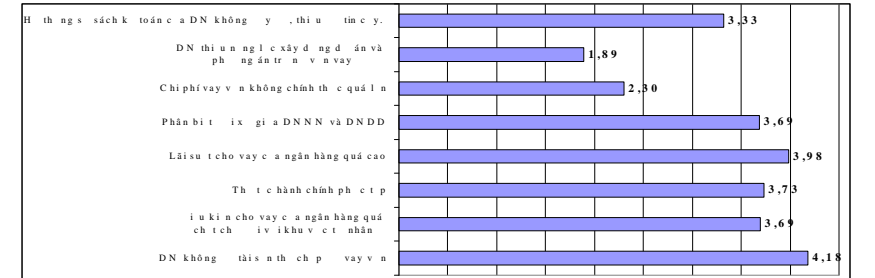 H th ng s sách k toán c a DN không y , thi u tin c y.
3,33
DN thi u n ng l c xây d ng d án và
ph ng án tr n v n vay
1,89
Chi phí vay v n không chính th c quá l n
2,30
Phân bi t ix gi a DNNN và DNDD
3,69
Lãi su t cho vay c a ngân hàng quá cao
3,98
Th t c hành chính ph c t p
3,73
i u ki n cho vay c a ngân hàng quá
ch t ch i v i khu v c t nhân
3,69
DN không tài s n th ch p vay v n
4,18